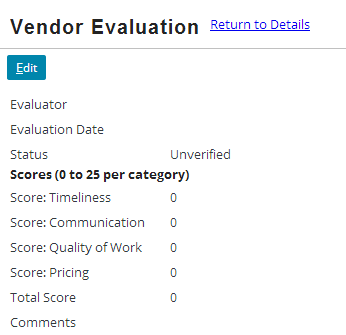 Vendor Evaluation Return to Details
Edit
Evaluator
Evaluation Date
Status Unverified
Scores (0 to 25 per category)
Score: Timeliness 0
Score: Communication 0
Score: Quality of Work 0
Score: Pricing 0
Total Score 0
Comments